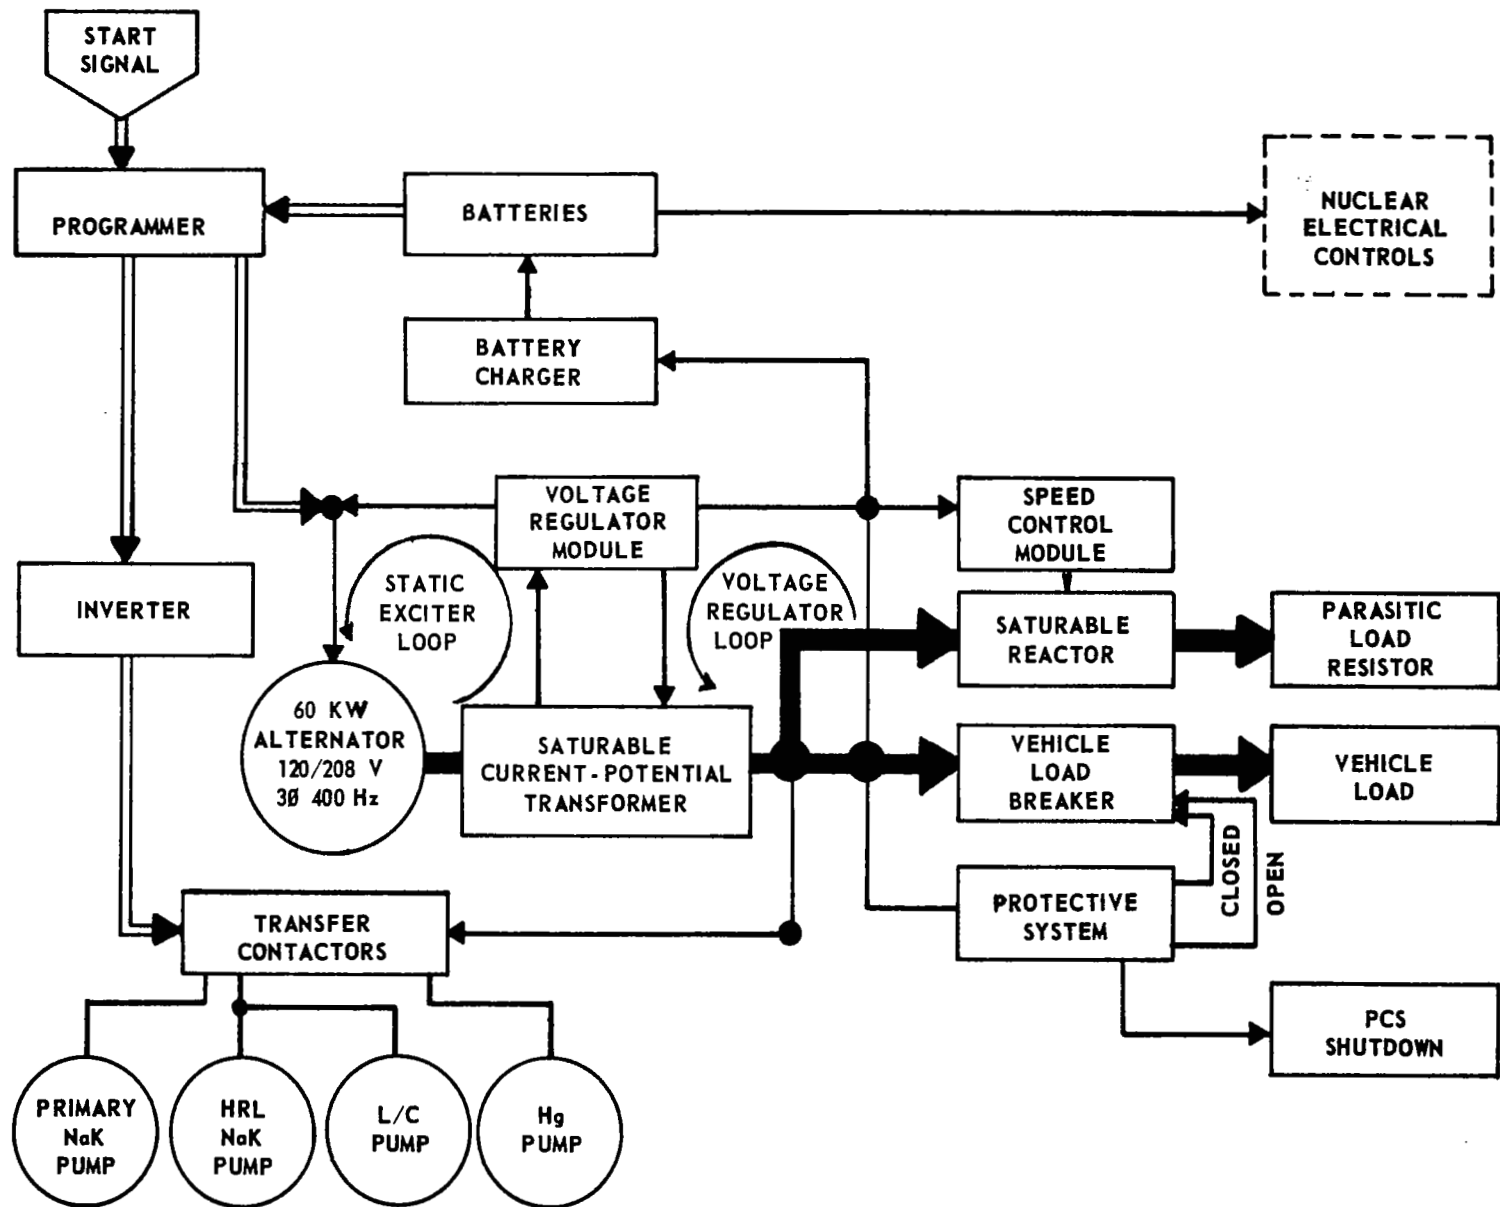 START
SIGNAL
PROGRAMMER
BATTERIES
NUCLEAR
ELECTRICAL
CONTROLS
BATTERY
CHARGER
VOLTAGE
REGULATOR
MODULE
SPEED
CONTROL
MODULE
INVERTER
STATIC
EXCITER
LOOP
VOLTAGE
REGULATOR
LOOP
SATURABLE
REACTOR
PARASITIC
LOAD
RESISTOR
60 KW
ALTERNATOR
120/208 V
3Ø 400 Hz
SATURABLE
CURRENT-POTENTIAL
TRANSFORMER
VEHICLE
LOAD
BREAKER
VEHICLE
LOAD
CLOSED
OPEN
TRANSFER
CONTACTORS
PROTECTIVE
SYSTEM
PCS
SHUTDOWN
PRIMARY
NaK
PUMP
HRL
NaK
PUMP
L/C
PUMP
Hg
PUMP